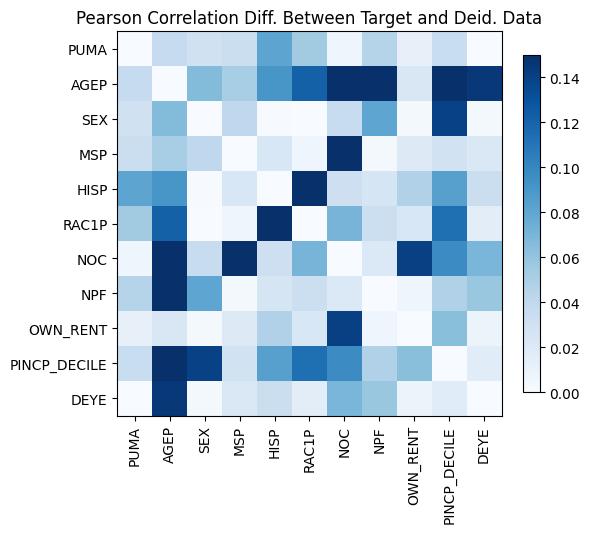 Pearson Correlation Diff. Between Target and Deid. Data
PUMA
AGEP
SEX
MSP
HISP
RAC1P
NOC
NPF
OWN_RENT
PINCP_DECILE
DEYE
PUMA
AGEP
SEX
MSP
HISP
RAC1P
NOC
NPF
OWN_RENT
PINCP_DECILE
DEYE
0.14
0.12
0.10
0.08
0.06
0.04
0.02
0.00